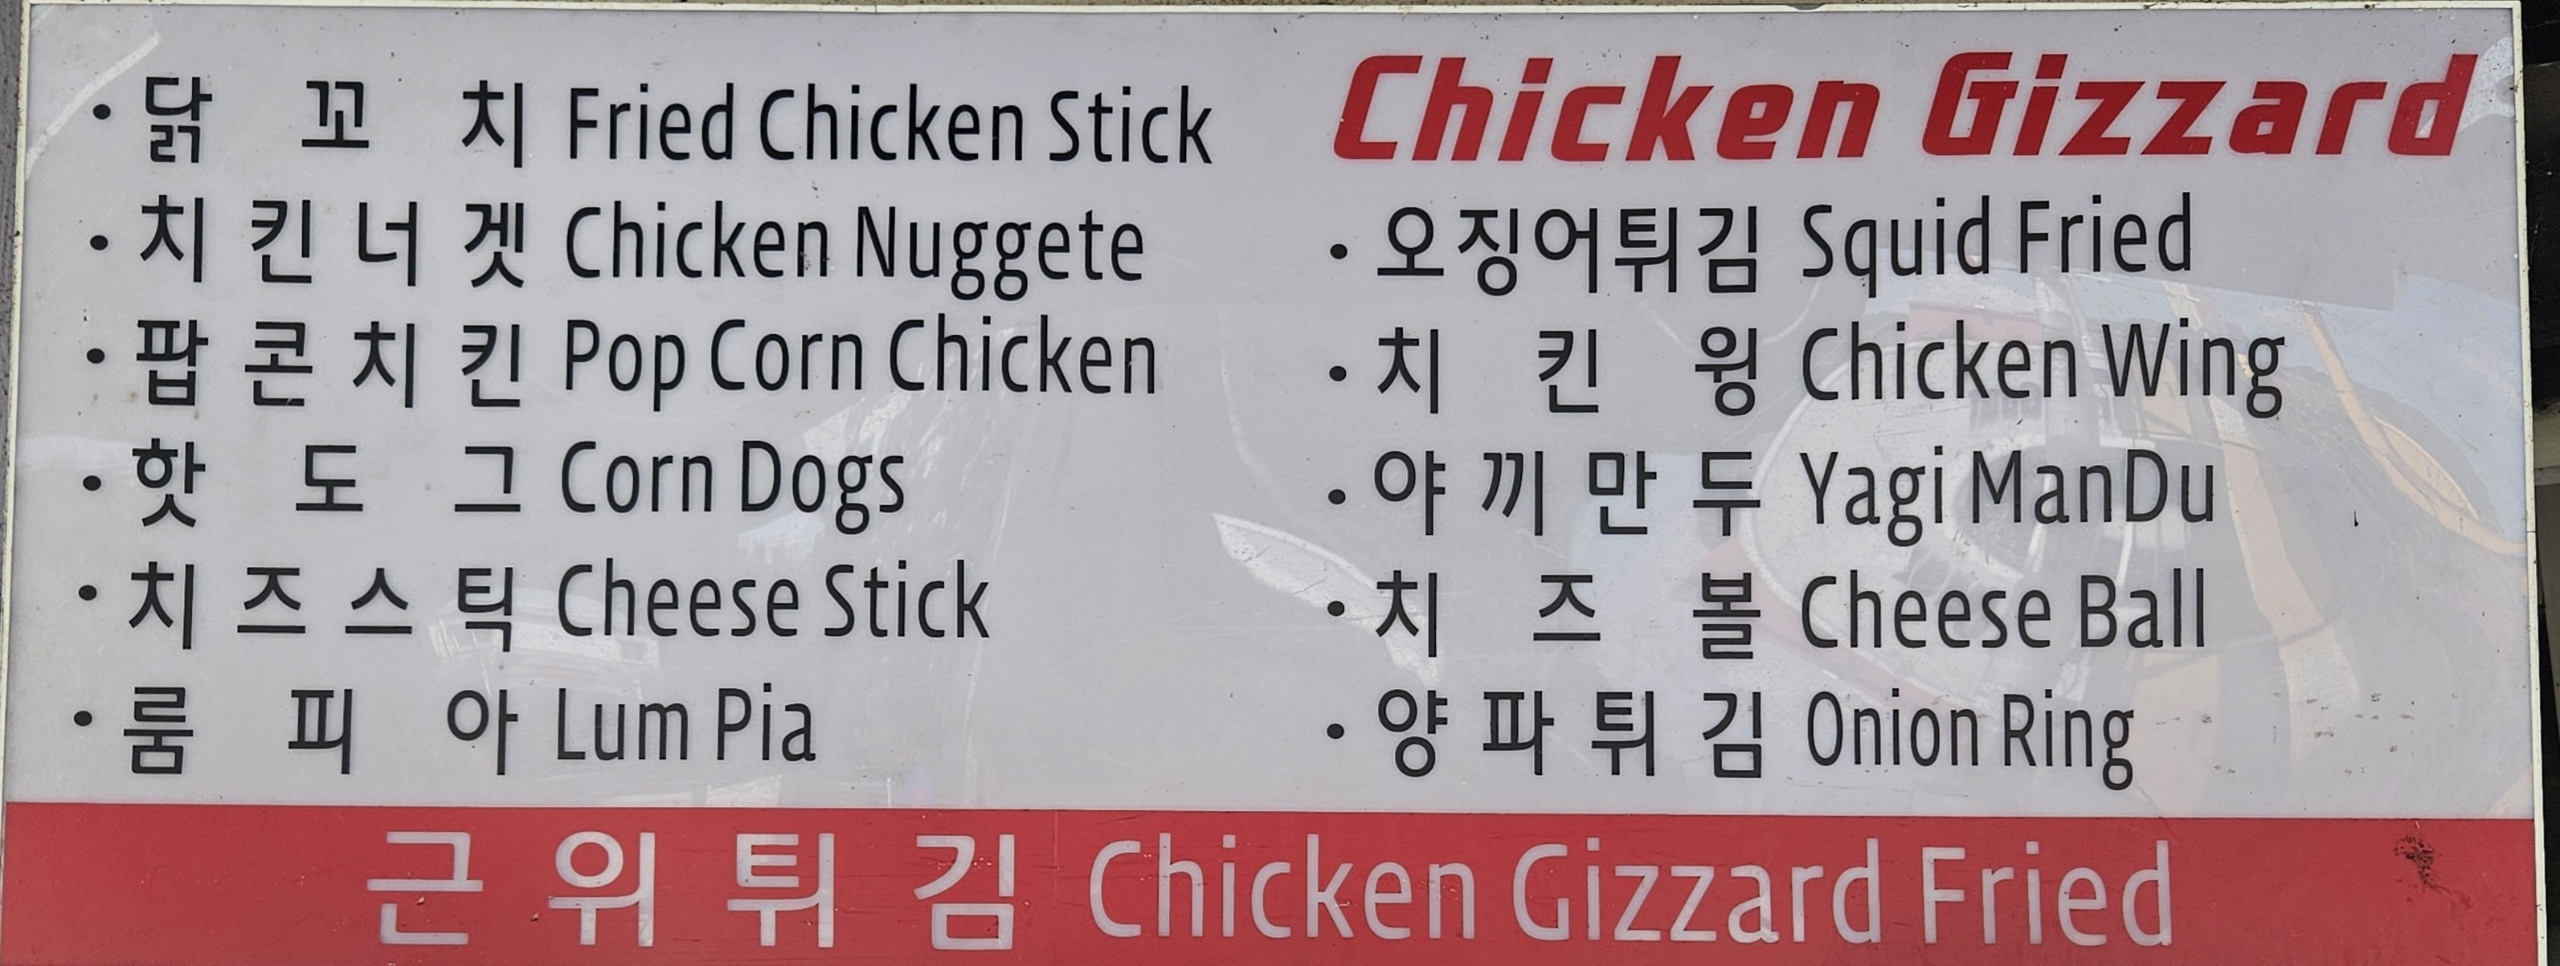 · 닭 꼬 치 Fried Chicken Stick
· 치 킨 너 겟 Chicken Nuggete
· 팝 콘 치 킨 Pop Corn Chicken
· 핫 도 그 Corn Dogs
· 치 즈 스 틱 Cheese Stick
· 룸 피 아 Lum Pia
Chicken Gizzard
· 오징어튀김 Squid Fried
· 치 킨 윙 Chicken Wing
· 야 끼 만 두 Yagi ManDu
· 치 즈 볼 Cheese Ball
· 양 파 튀 김 Onion Ring
근 위 튀 김 Chicken Gizzard Fried